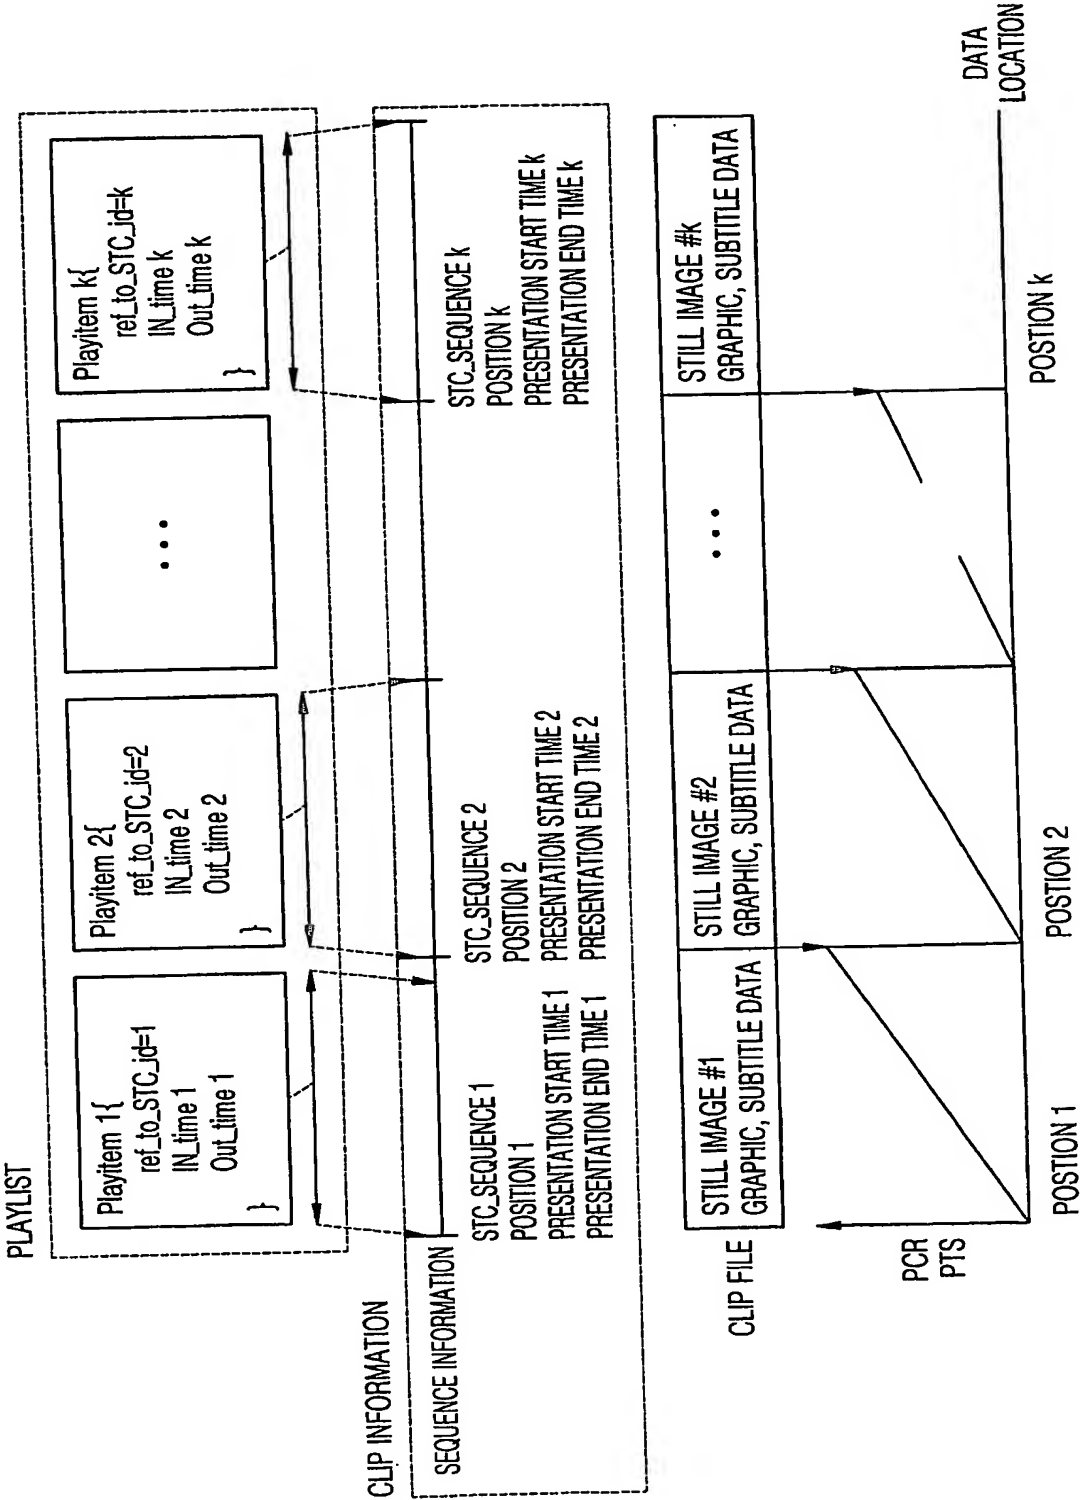 PLAYLIST
Playitem 1{
ref_to_STC_id=1
IN_time 1
Out_time 1
}
Playitem 2{
ref_to_STC_id=2
IN_time 2
Out_time 2
}
...
Playitem k{
ref_to_STC_id=k
IN_time k
Out_time k
}
CLIP INFORMATION
SEQUENCE INFORMATION
STC_SEQUENCE 1
POSITION 1
PRESENTATION START TIME 1
PRESENTATION END TIME 1
STC_SEQUENCE 2
POSITION 2
PRESENTATION START TIME 2
PRESENTATION END TIME 2
STC_SEQUENCE k
POSITION k
PRESENTATION START TIME k
PRESENTATION END TIME k
CLIP FILE
STILL IMAGE #1
GRAPHIC, SUBTITLE DATA
STILL IMAGE #2
GRAPHIC, SUBTITLE DATA
...
STILL IMAGE #k
GRAPHIC, SUBTITLE DATA
PCR
PTS
DATA
LOCATION
POSTION 1
POSTION 2
POSTION k